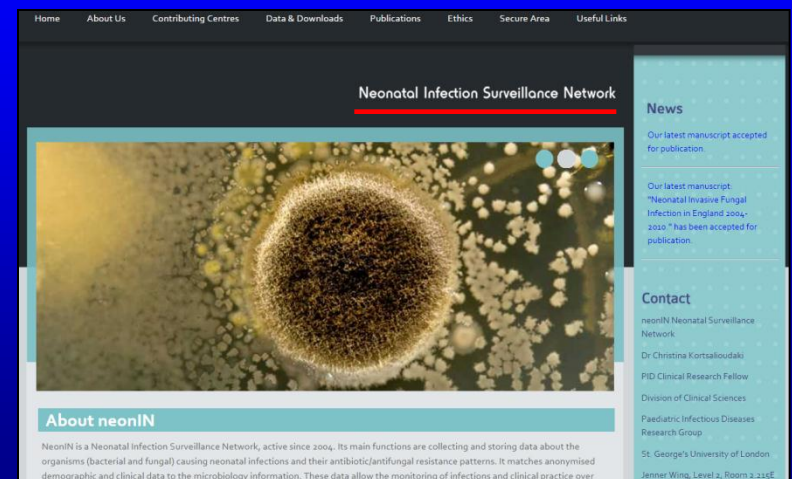 Home About Us Contributing Centres Data & Downloads Publications Ethics Secure Area Useful Links
Neonatal Infection Surveillance Network
About neonIN
NeonIN is a Neonatal Infection Surveillance Network, active since 2004. Its main functions are collecting and storing data about the
organisms (bacterial and fungal) causing neonatal infections and their antibiotic/antifungal resistance patterns. It matches anonymised
demographic and clinical data to the microbiology information. These data allow the monitoring of infections and clinical practice over
News
Our latest manuscript accepted
for publication.
Our latest manuscript:
"Neonatal Invasive Fungal
Infection in England 2004-
2010 " has been accepted for
publication.
Contact
neonIN Neonatal Surveillance
Network
Dr Christina Kortsalioudaki
PID Clinical Research Fellow
Division of Clinical Sciences
Paediatric Infectious Diseases
Research Group
St. George's University of London
Jenner Wing, Level 2, Room 2.215E